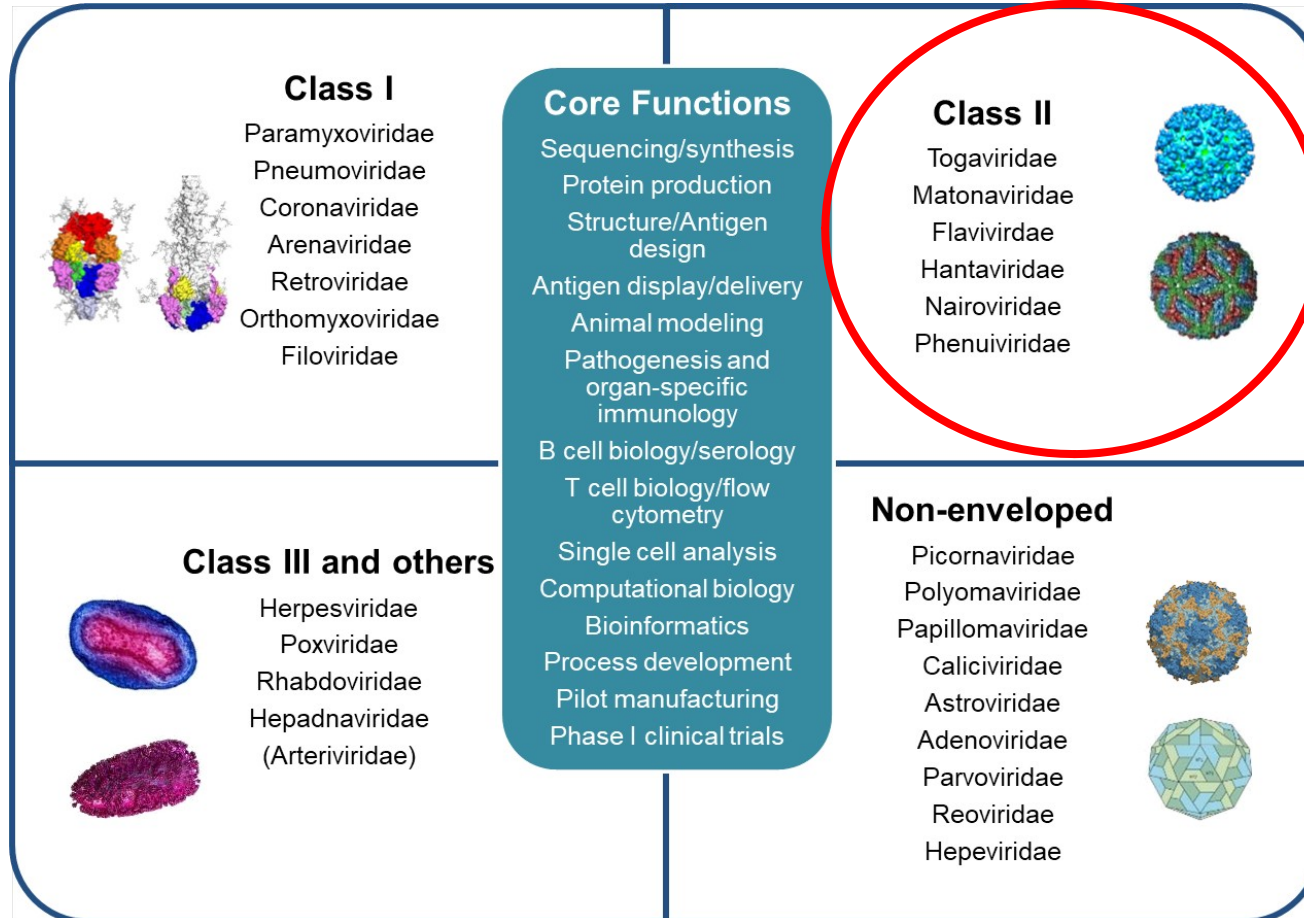 Class I
Paramyxoviridae
Pneumoviridae
Coronaviridae
Arenaviridae
Retroviridae
Orthomyxoviridae
Filoviridae
Core Functions
Sequencing/synthesis
Protein production
Structure/Antigen
design
Antigen display/delivery
Animal modeling
Pathogenesis and
organ-specific
immunology
B cell biology/serology
T cell biology/flow
cytometry
Single cell analysis
Computational biology
Bioinformatics
Process development
Pilot manufacturing
Phase I clinical trials
Class II
Togaviridae
Matonaviridae
Flavivirdae
Hantaviridae
Nairoviridae
Phenuiviridae
Class III and others
Herpesviridae
Poxviridae
Rhabdoviridae
Hepadnaviridae
(Arteriviridae)
Non-enveloped
Picornaviridae
Polyomaviridae
Papillomaviridae
Caliciviridae
Astroviridae
Adenoviridae
Parvoviridae
Reoviridae
Hepeviridae